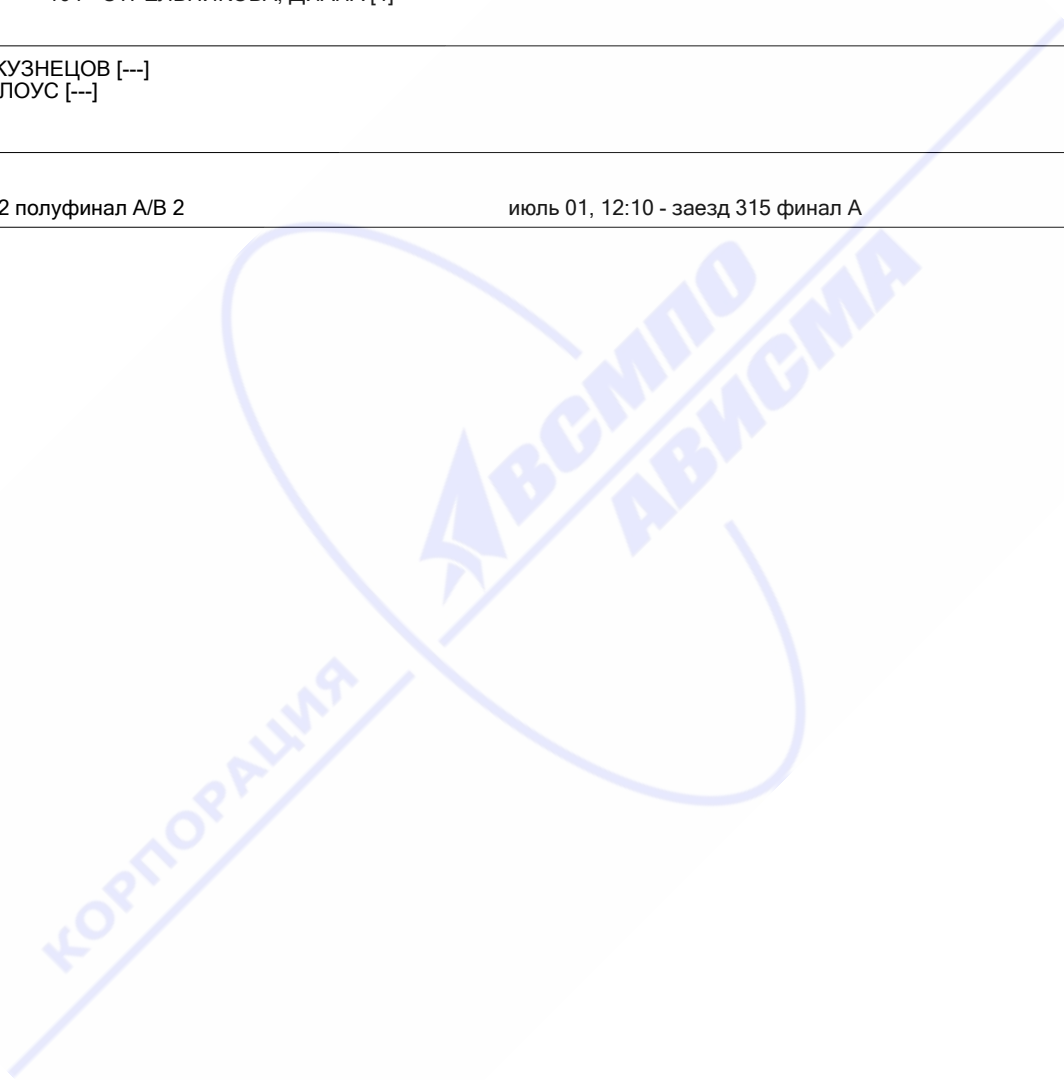 КУЗНЕЦОВ [---]
ЛОУС [---]
2 полуфинал А/В 2 июль 01, 12:10 - заезд 315 финал А
ВСМПО
АВИСМА
КОРПОРАЦИЯ